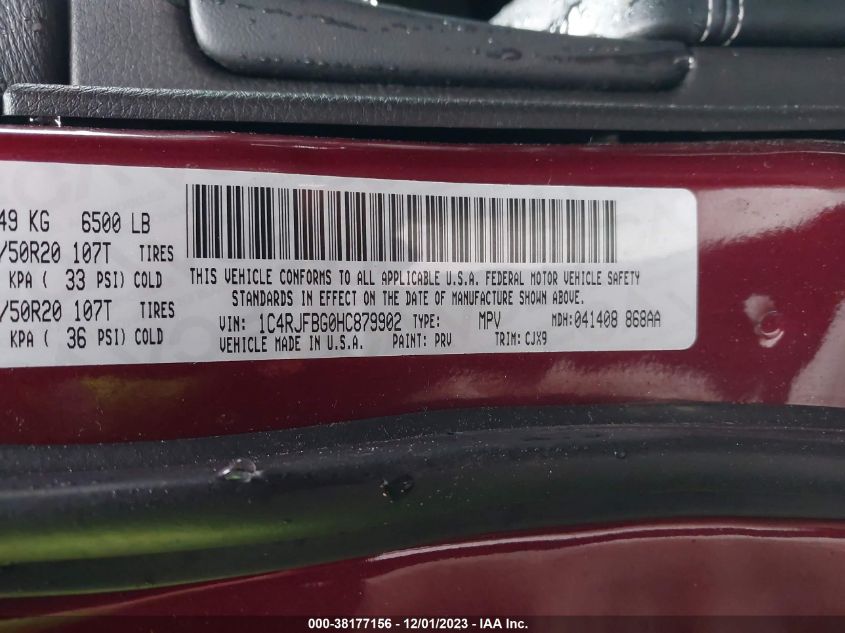 49 KG 6500 LB
/50R20 107T TIRES
KPA ( 33 PSI) COLD
/50R20 107T TIRES
KPA ( 36 PSI) COLD
THIS VEHICLE CONFORMS TO ALL APPLICABLE U.S.A. FEDERAL MOTOR VEHICLE SAFETY
STANDARDS IN EFFECT ON THE DATE OF MANUFACTURE SHOWN ABOVE.
VIN: 1C4RJFBG0HC879902 TYPE: MPV MDH: 041408 868AA
VEHICLE MADE IN U.S.A. PAINT: PRV TRIM: CJX9
000-38177156 - 12/01/2023 - IAA Inc.